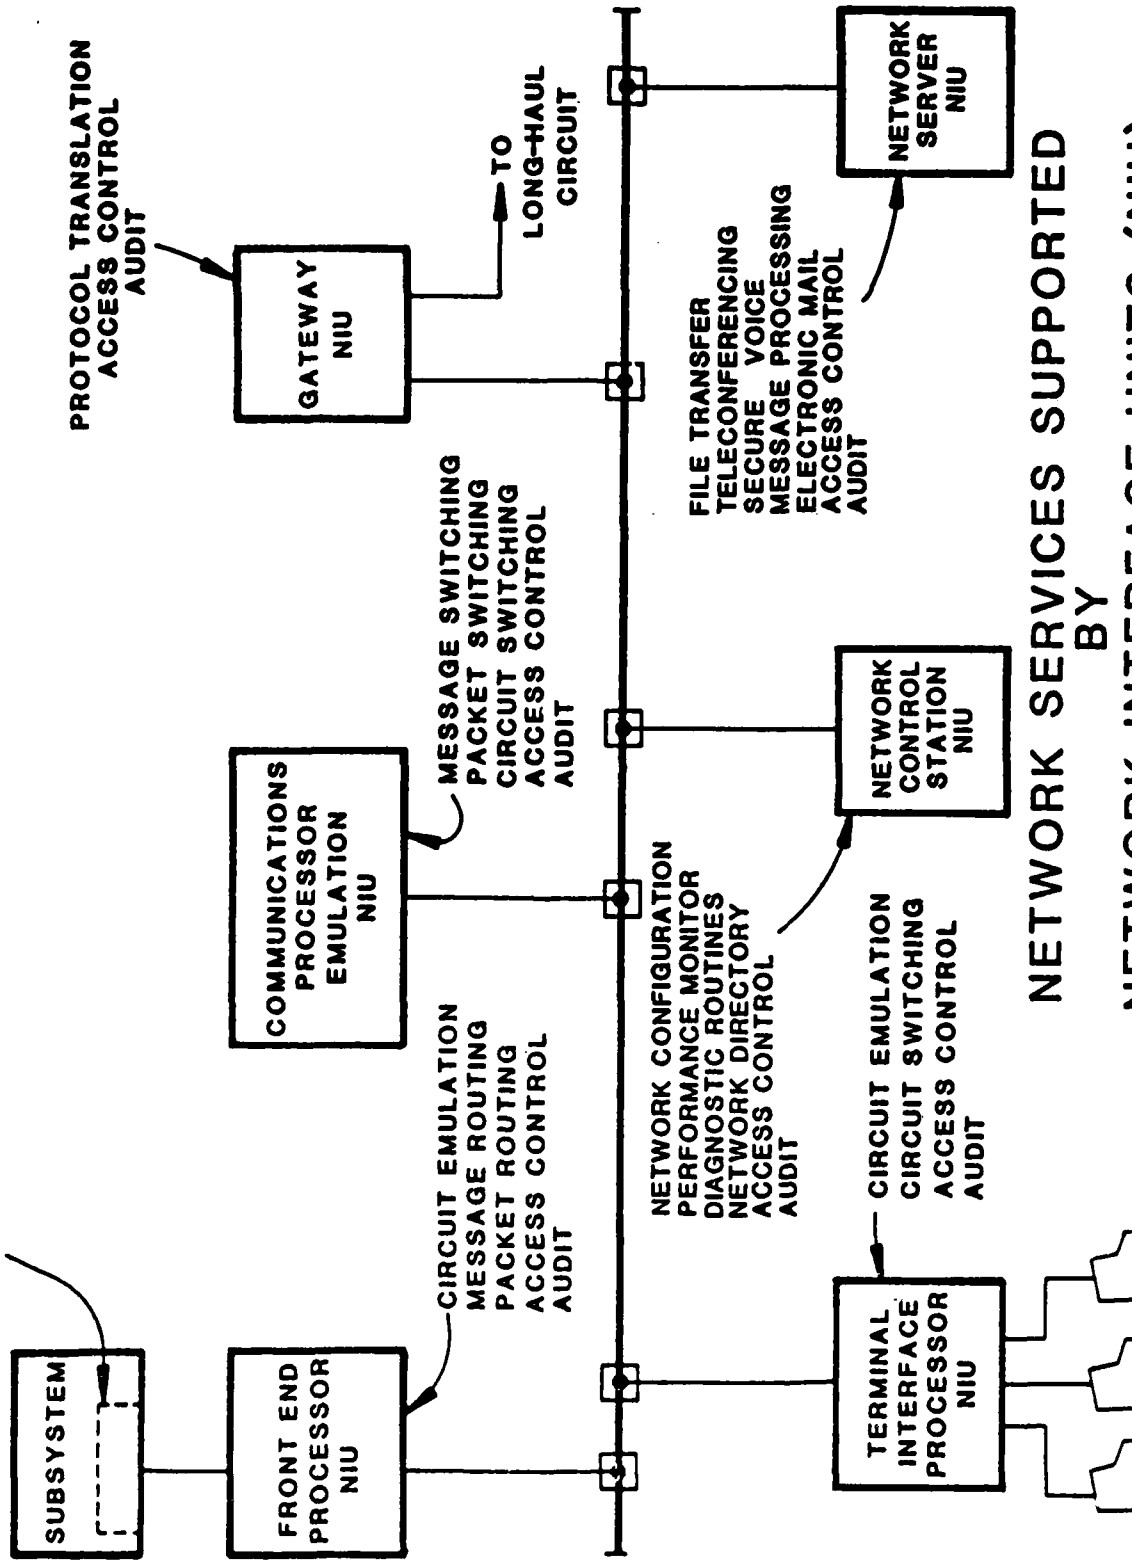 SUBSYSTEM
FRONT END
PROCESSOR
NIU
CIRCUIT EMULATION
MESSAGE ROUTING
PACKET ROUTING
ACCESS CONTROL
AUDIT
COMMUNICATIONS
PROCESSOR
EMULATION
NIU
MESSAGE SWITCHING
PACKET SWITCHING
CIRCUIT SWITCHING
ACCESS CONTROL
AUDIT
PROTOCOL TRANSLATION
ACCESS CONTROL
AUDIT
GATEWAY
NIU
TO
LONG-HAUL
CIRCUIT
TERMINAL
INTERFACE
PROCESSOR
NIU
CIRCUIT EMULATION
CIRCUIT SWITCHING
ACCESS CONTROL
AUDIT
NETWORK CONFIGURATION
PERFORMANCE MONITOR
DIAGNOSTIC ROUTINES
NETWORK DIRECTORY
ACCESS CONTROL
AUDIT
NETWORK
CONTROL
STATION
NIU
FILE TRANSFER
TELECONFERENCING
SECURE VOICE
MESSAGE PROCESSING
ELECTRONIC MAIL
ACCESS CONTROL
AUDIT
NETWORK
SERVER
NIU
NETWORK SERVICES SUPPORTED
BY
NETWORK INTERFACE UNITS (NIU)